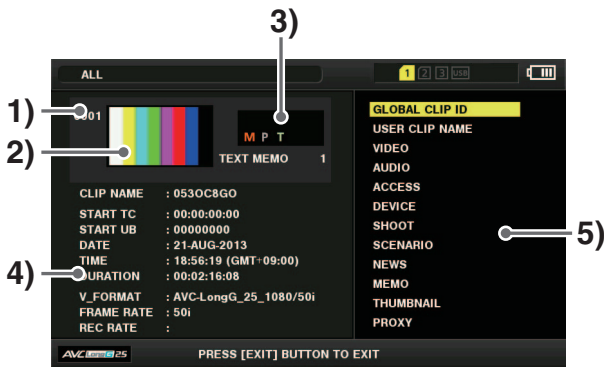 3)
ALL
1 2 3 USB
1)
0001
2)
M P T
TEXT MEMO 1
GLOBAL CLIP ID
USER CLIP NAME
VIDEO
AUDIO
ACCESS
DEVICE
SHOOT
SCENARIO
NEWS
MEMO
THUMBNAIL
PROXY
5)
CLIP NAME : 053OC8GO
START TC : 00:00:00:00
START UB : 00000000
DATE : 21-AUG-2013
TIME : 18:56:19 (GMT+09:00)
4)
DURATION : 00:02:16:08
V_FORMAT : AVC-LongG_25_1080/50i
FRAME RATE : 50i
REC RATE :
AVC LongG 25
PRESS [EXIT] BUTTON TO EXIT